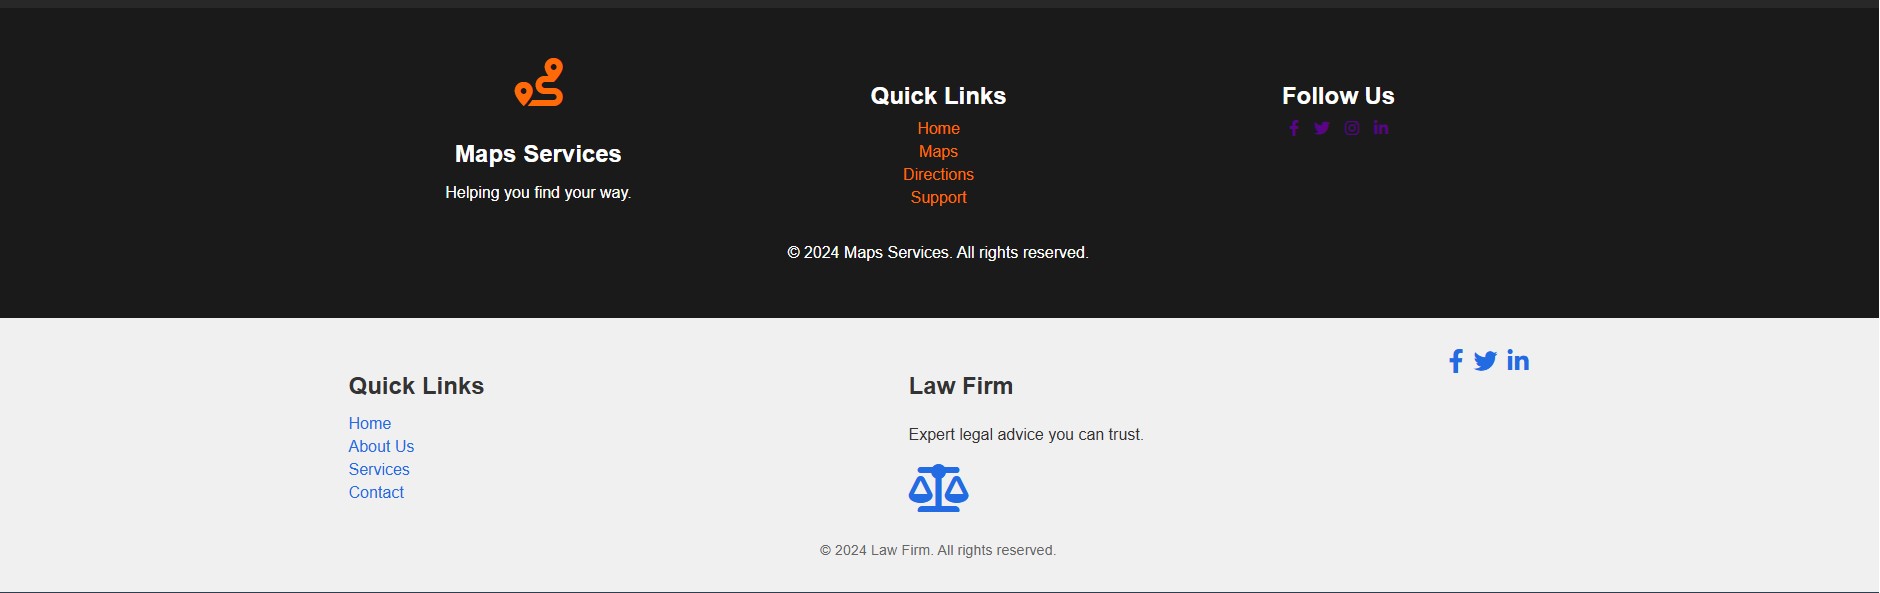 Maps Services
Helping you find your way.
Quick Links
Home
Maps
Directions
Support
Follow Us
© 2024 Maps Services. All rights reserved.
Quick Links
Home
About Us
Services
Contact
Law Firm
Expert legal advice you can trust.
© 2024 Law Firm. All rights reserved.